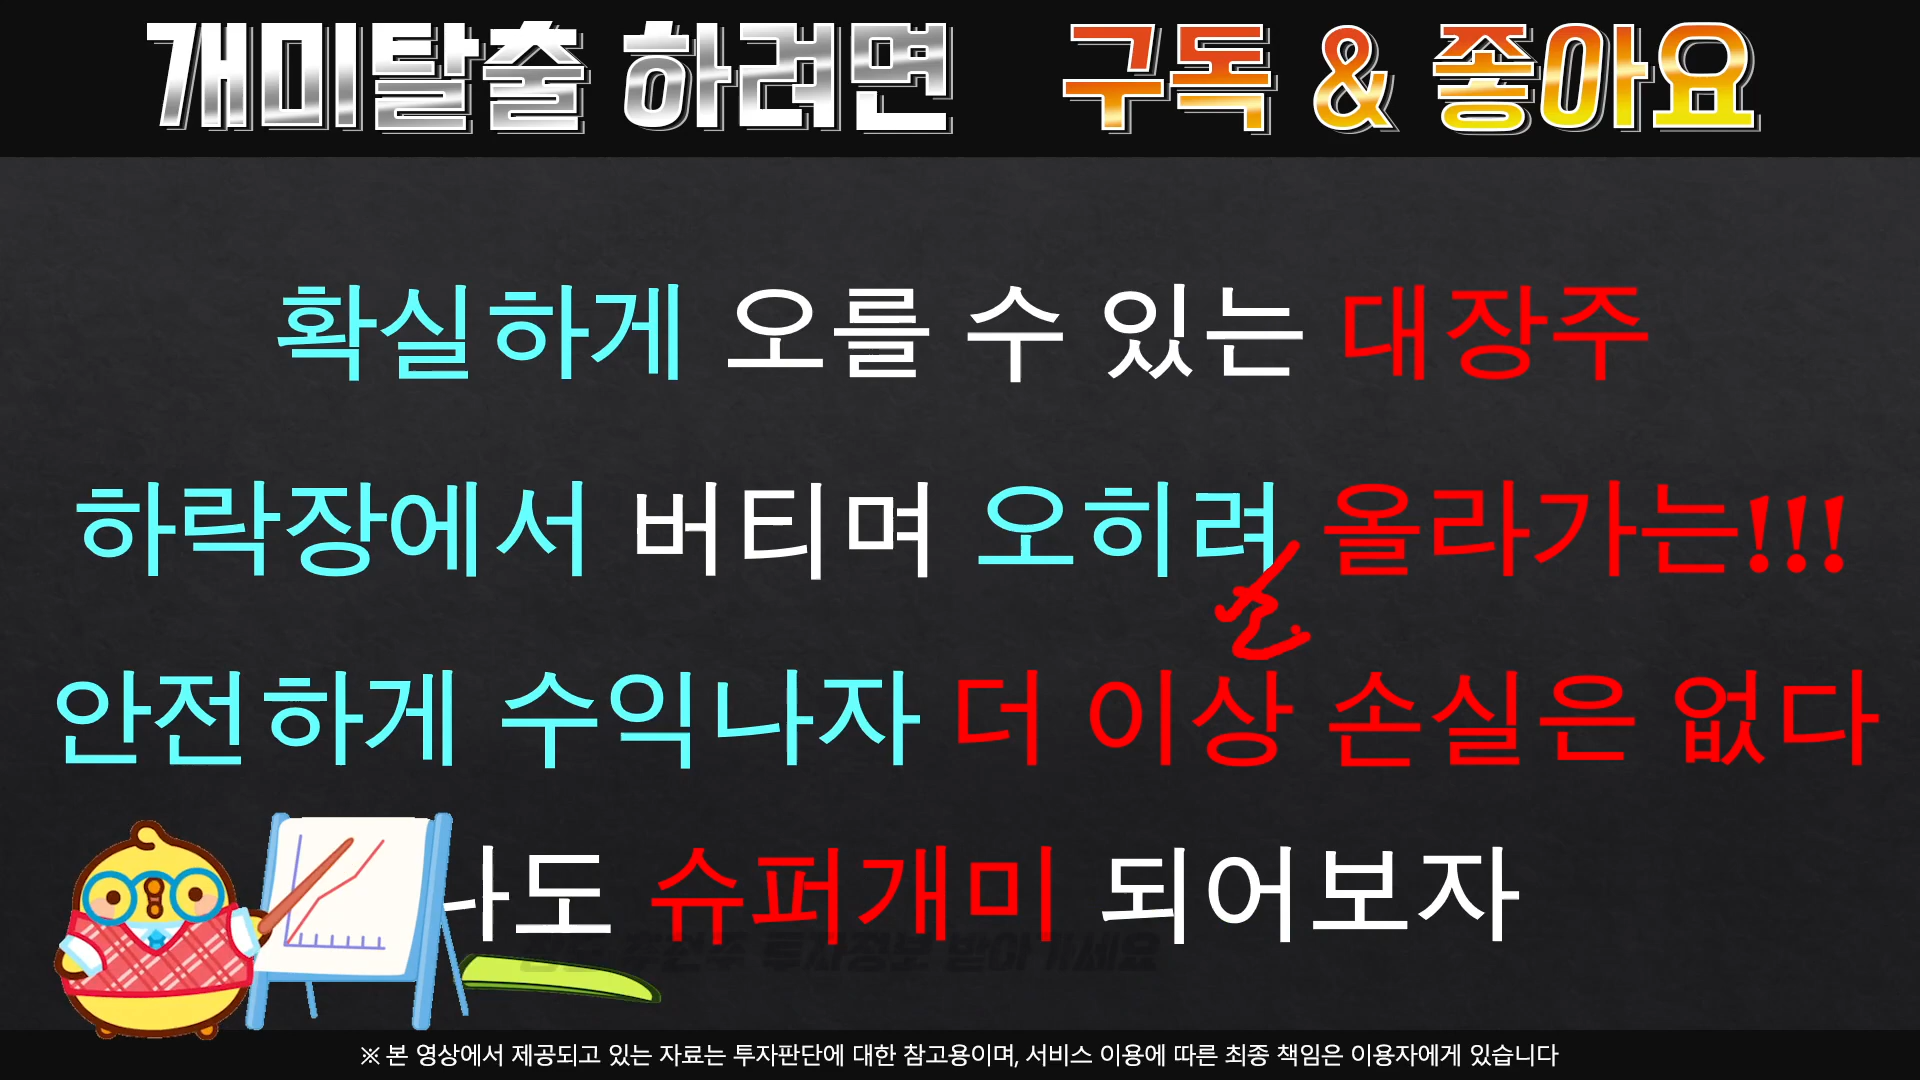 개미탈출 하려면 구독 & 좋아요
확실하게 오를 수 있는 대장주
하락장에서 버티며 오히려 올라가는!!!
안전하게 수익나자 더 이상 손실은 없다
나도 슈퍼개미 되어보자
※ 본 영상에서 제공되고 있는 자료는 투자판단에 대한 참고용이며, 서비스 이용에 따른 최종 책임은 이용자에게 있습니다